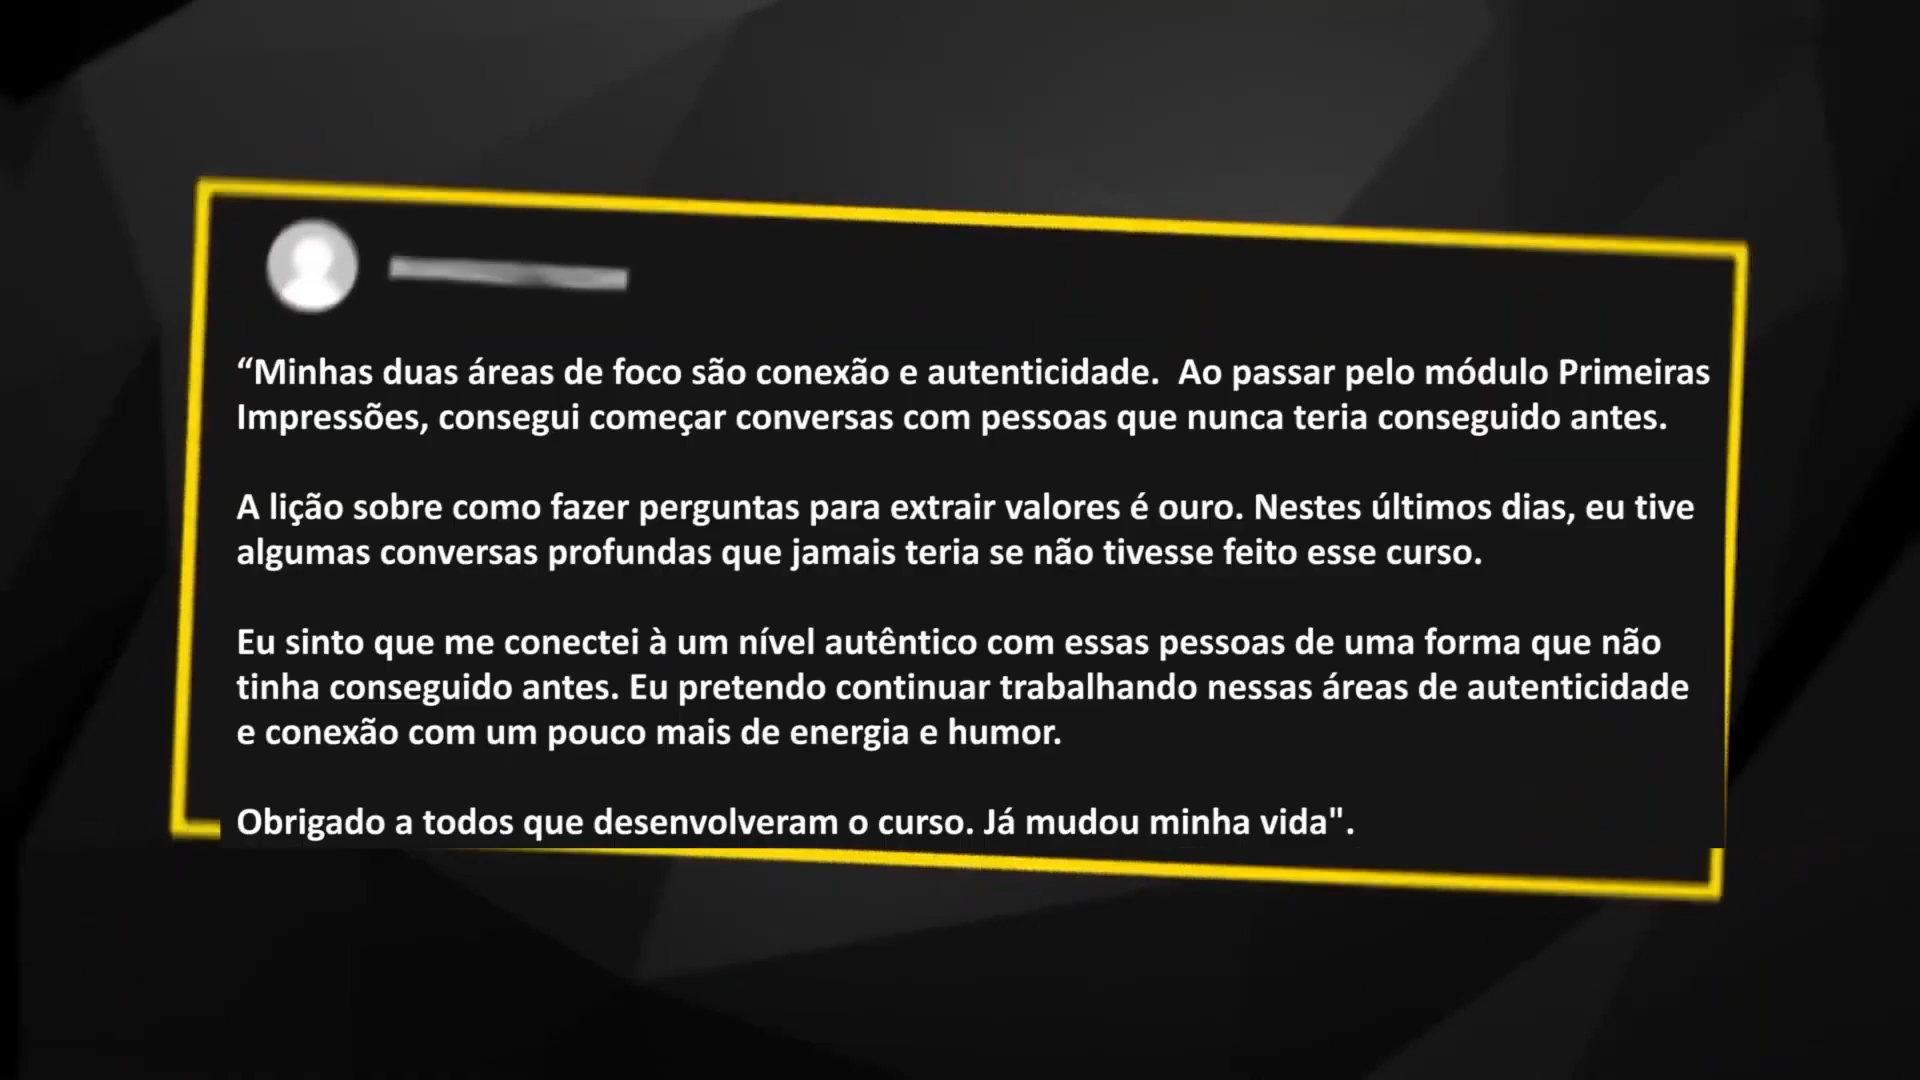 “Minhas duas áreas de foco são conexão e autenticidade.  Ao passar pelo módulo Primeiras
Impressões, consegui começar conversas com pessoas que nunca teria conseguido antes.
A lição sobre como fazer perguntas para extrair valores é ouro. Nestes últimos dias, eu tive
algumas conversas profundas que jamais teria se não tivesse feito esse curso.
Eu sinto que me conectei à um nível autêntico com essas pessoas de uma forma que não
tinha conseguido antes. Eu pretendo continuar trabalhando nessas áreas de autenticidade
e conexão com um pouco mais de energia e humor.
Obrigado a todos que desenvolveram o curso. Já mudou minha vida".